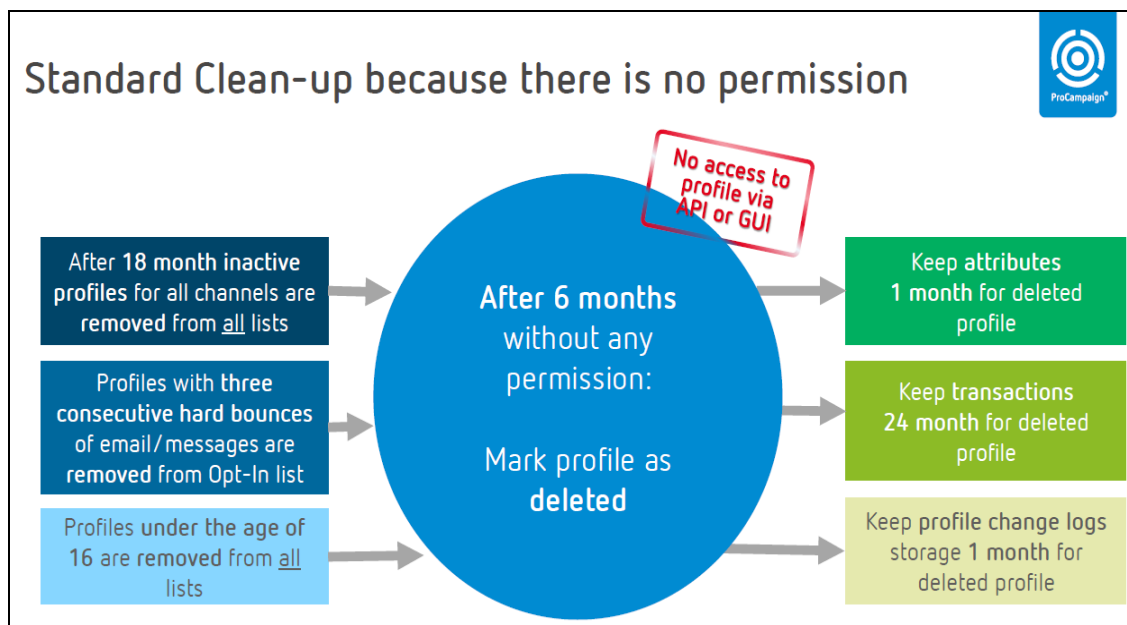 Standard Clean-up because there is no permission
ProCampaign®
No access to
profile via
API or GUI
After 18 month inactive
profiles for all channels are
removed from all lists
Profiles with three
consecutive hard bounces
of email/messages are
removed from Opt-In list
Profiles under the age of
16 are removed from all
lists
After 6 months
without any
permission:
Mark profile as
deleted
Keep attributes
1 month for deleted
profile
Keep transactions
24 month for deleted
profile
Keep profile change logs
storage 1 month for
deleted profile